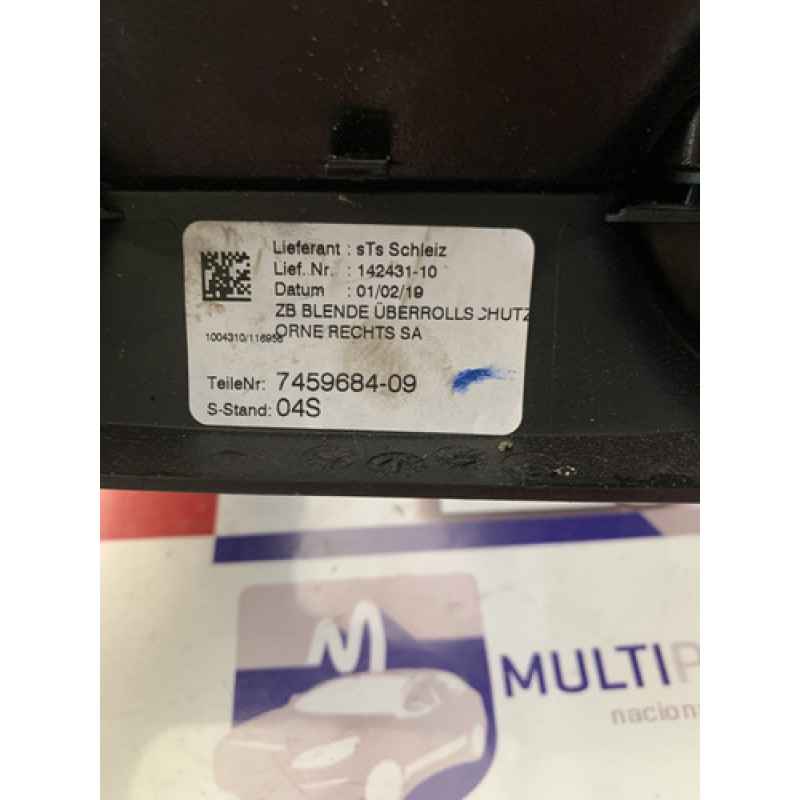 Lieferant : sTs Schleiz
Lief. Nr. : 142431-10
Datum : 01/02/19
ZB BLENDE ÜBERROLLSCHUTZ
1004310/116958 ORNE RECHTS SA
TeileNr: 7459684-09
S-Stand: 04S
M
MULTIP
nacion